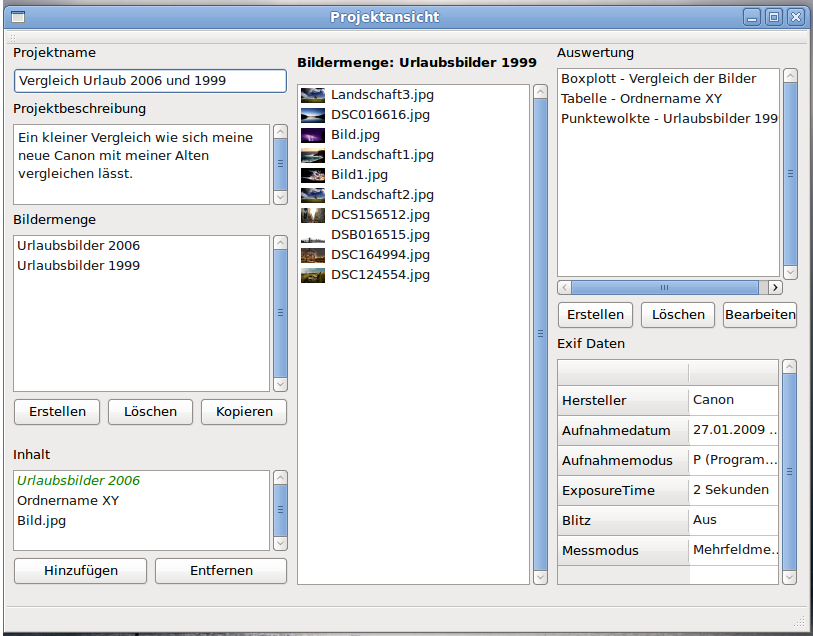 Projektansicht
Projektname
Vergleich Urlaub 2006 und 1999
Projektbeschreibung
Ein kleiner Vergleich wie sich meine
neue Canon mit meiner Alten
vergleichen lässt.
Bildermenge
Urlaubsbilder 2006
Urlaubsbilder 1999
Erstellen
Löschen
Kopieren
Inhalt
Urlaubsbilder 2006
Ordnername XY
Bild.jpg
Hinzufügen
Entfernen
Bildermenge: Urlaubsbilder 1999
Landschaft3.jpg
DSC016616.jpg
Bild.jpg
Landschaft1.jpg
Bild1.jpg
Landschaft2.jpg
DCS156512.jpg
DSB016515.jpg
DSC164994.jpg
DSC124554.jpg
Auswertung
Boxplott - Vergleich der Bilder
Tabelle - Ordnername XY
Punktewolkte - Urlaubsbilder 199
Erstellen
Löschen
Bearbeiten
Exif Daten
Hersteller Canon
Aufnahmedatum 27.01.2009 ...
Aufnahmemodus P (Program...
ExposureTime 2 Sekunden
Blitz Aus
Messmodus Mehrfeldme...